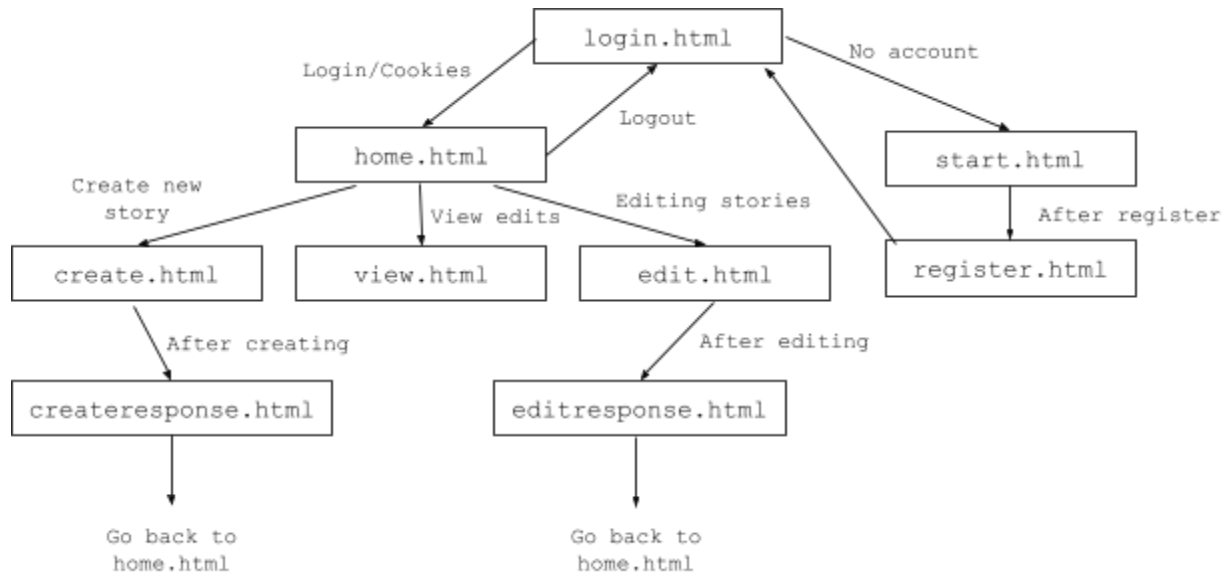 login.html
No account
Login/Cookies
Logout
home.html
start.html
Create new
story
View edits
Editing stories
After register
create.html
view.html
edit.html
register.html
After creating
After editing
createresponse.html
editresponse.html
Go back to
home.html
Go back to
home.html